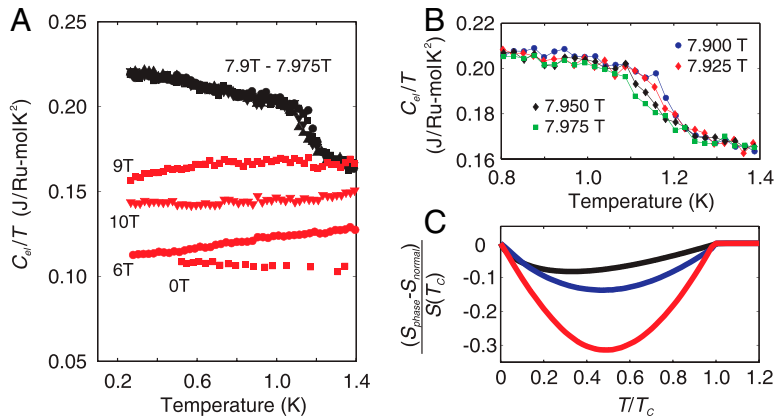 A
C_el/T (J/Ru-molK²)
0.25
0.20
0.15
0.10
0.05
7.9T - 7.975T
9T
10T
6T
0T
0.2 0.6 1.0 1.4
Temperature (K)
B
C_el/T
(J/Ru-molK²)
0.22
0.20
0.18
0.16
7.900 T
7.925 T
7.950 T
7.975 T
0.8 1.0 1.2 1.4
Temperature (K)
C
(S_phase-S_normal)
S(T_C)
0
-0.1
-0.2
-0.3
0 0.2 0.4 0.6 0.8 1.0 1.2
T/T_C